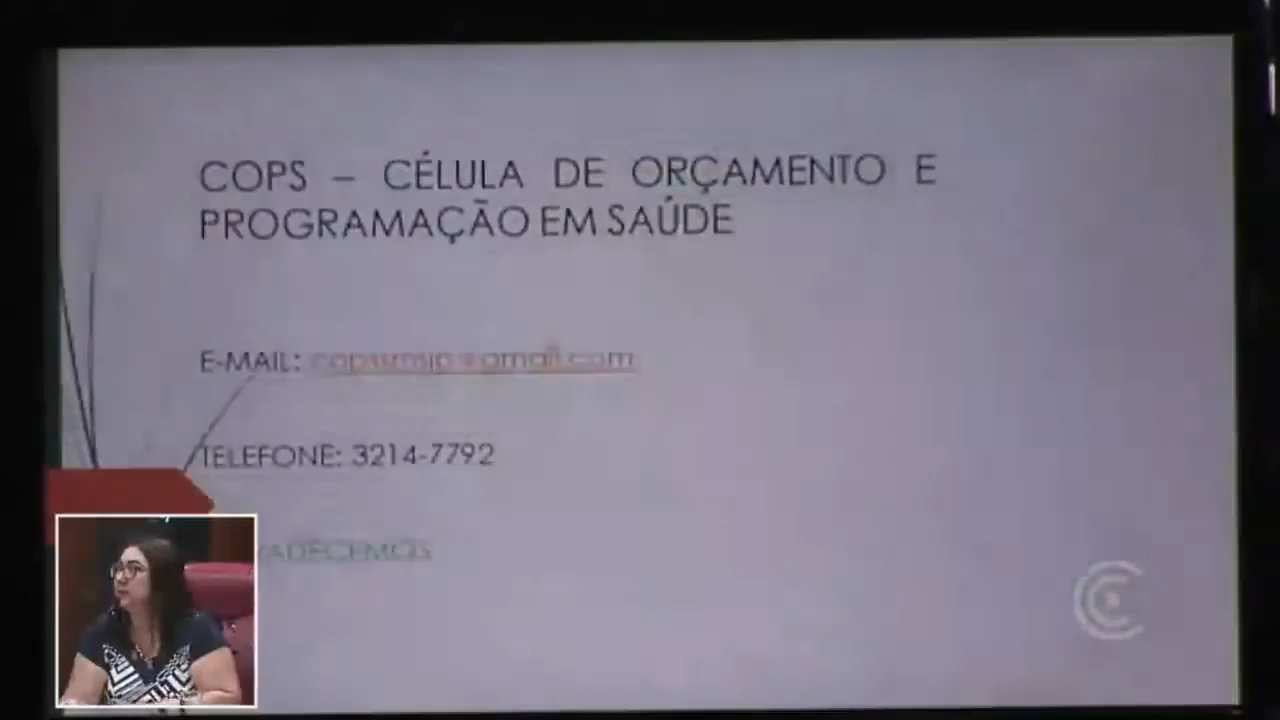 COPS – CÉLULA DE ORÇAMENTO E
PROGRAMAÇÃO EM SAÚDE
E-MAIL:
TELEFONE: 3214-7792